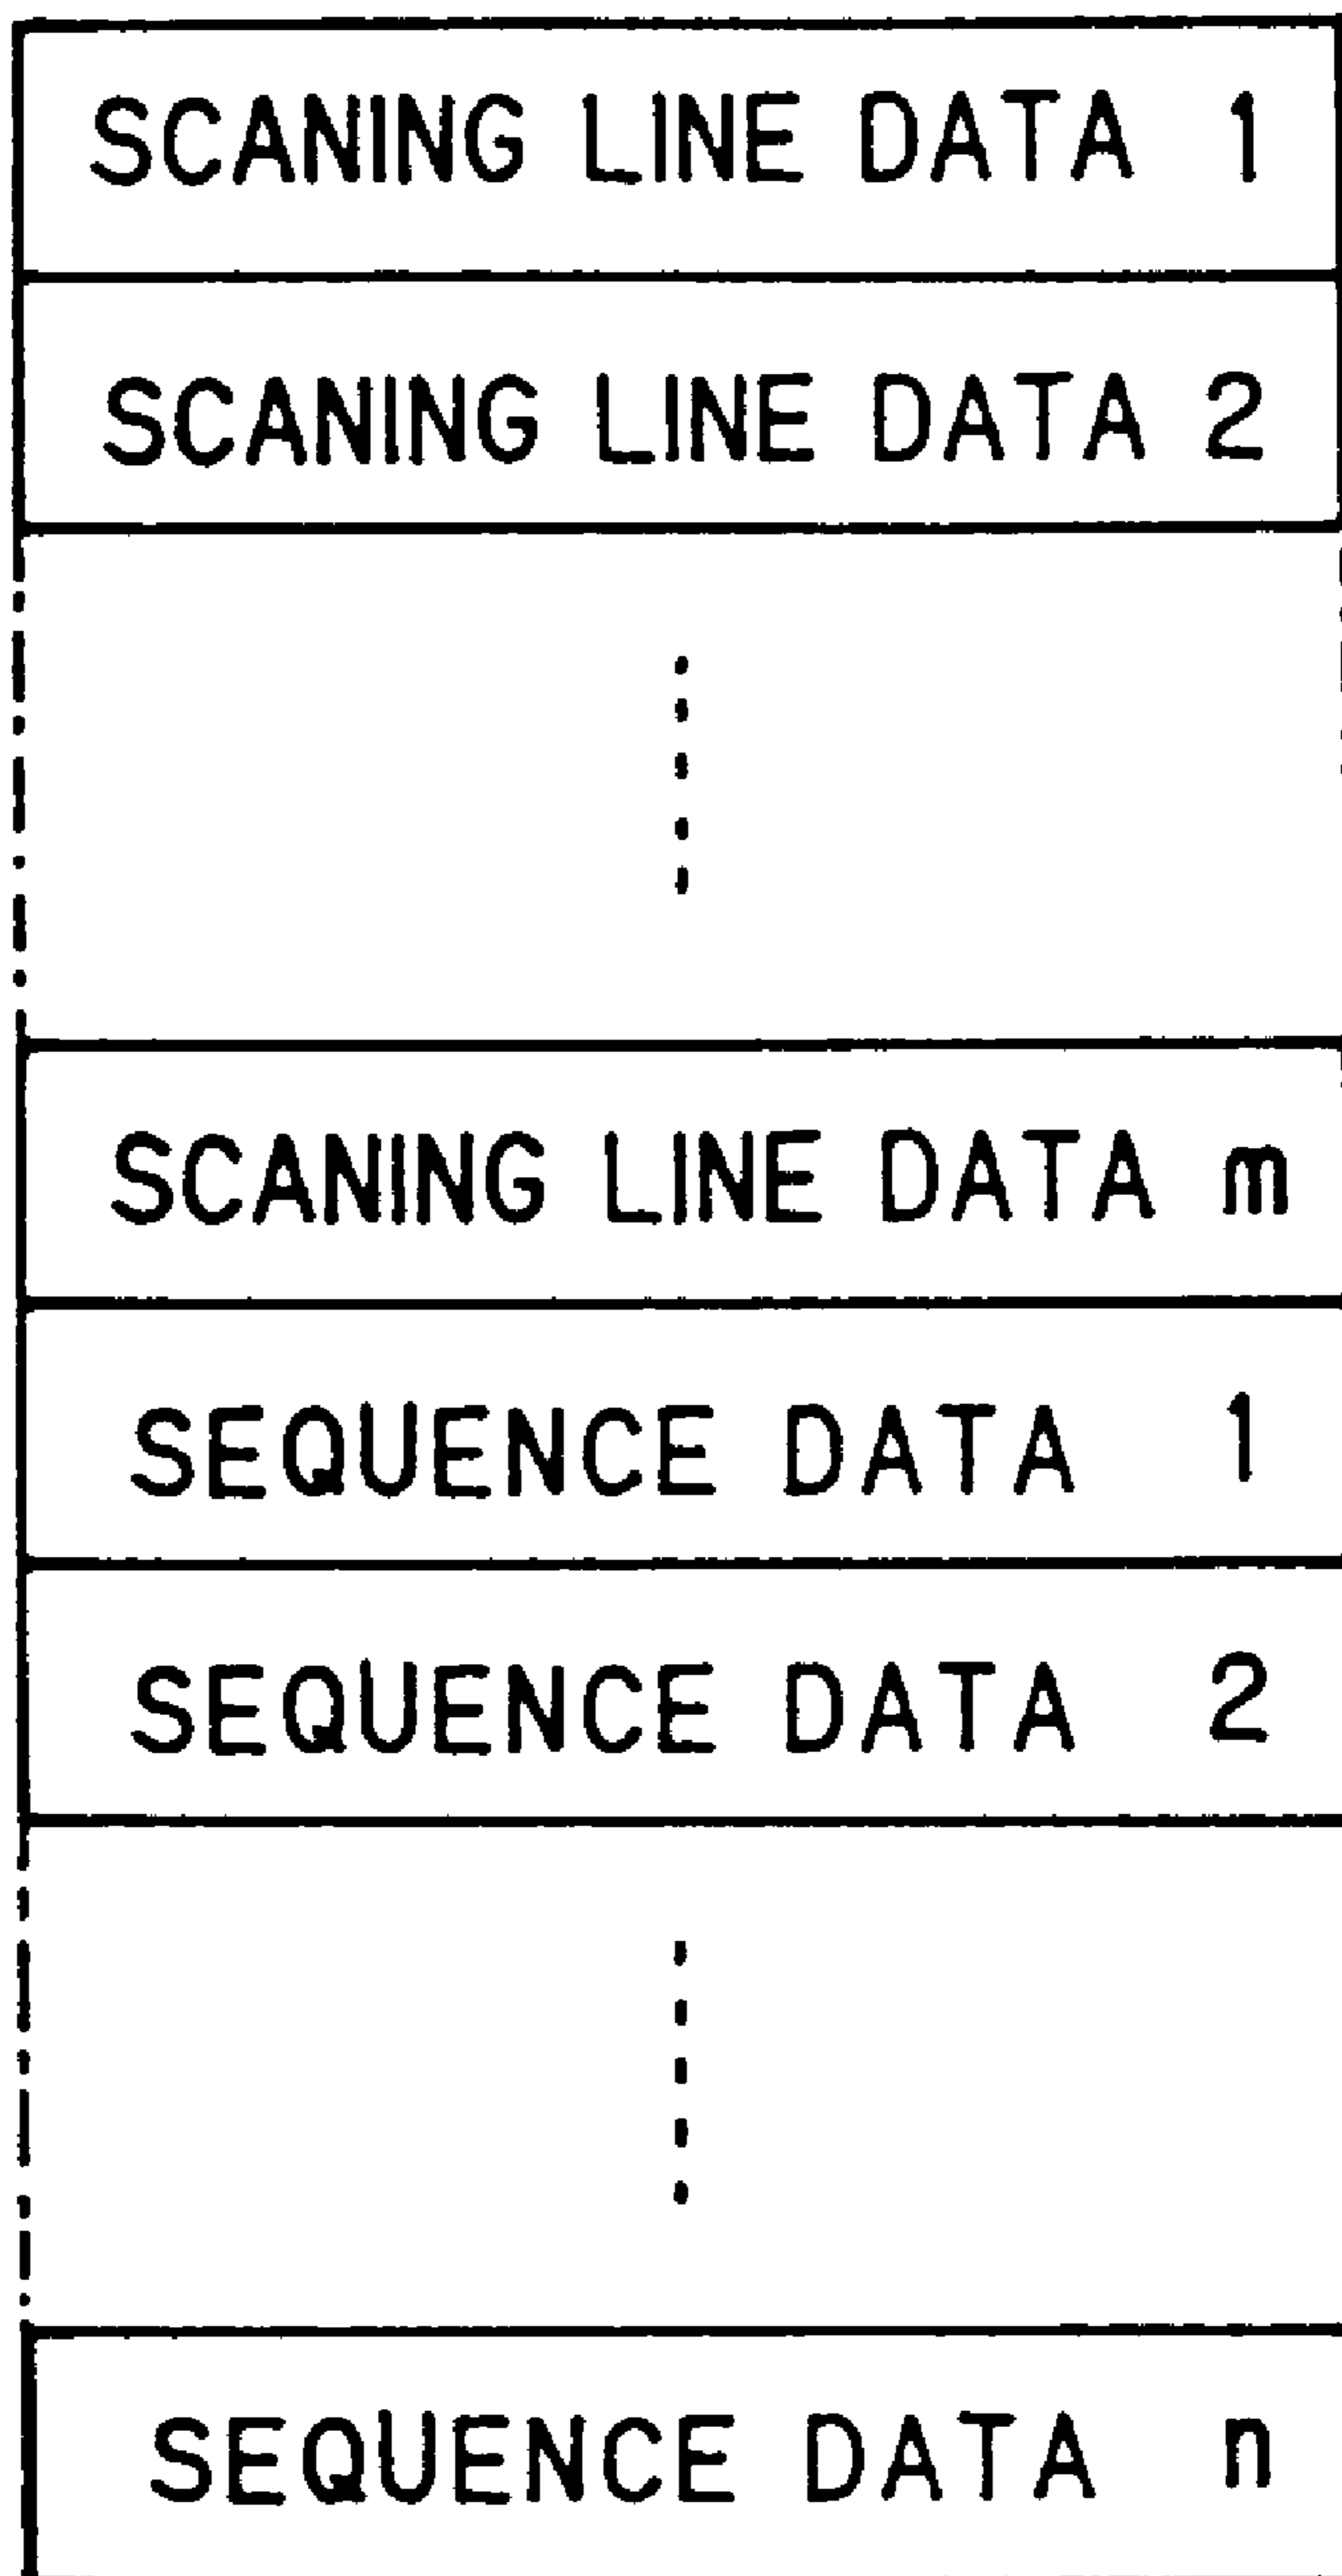 SCANING LINE DATA 1
SCANING LINE DATA 2
SCANING LINE DATA m
SEQUENCE DATA 1
SEQUENCE DATA 2
SEQUENCE DATA n